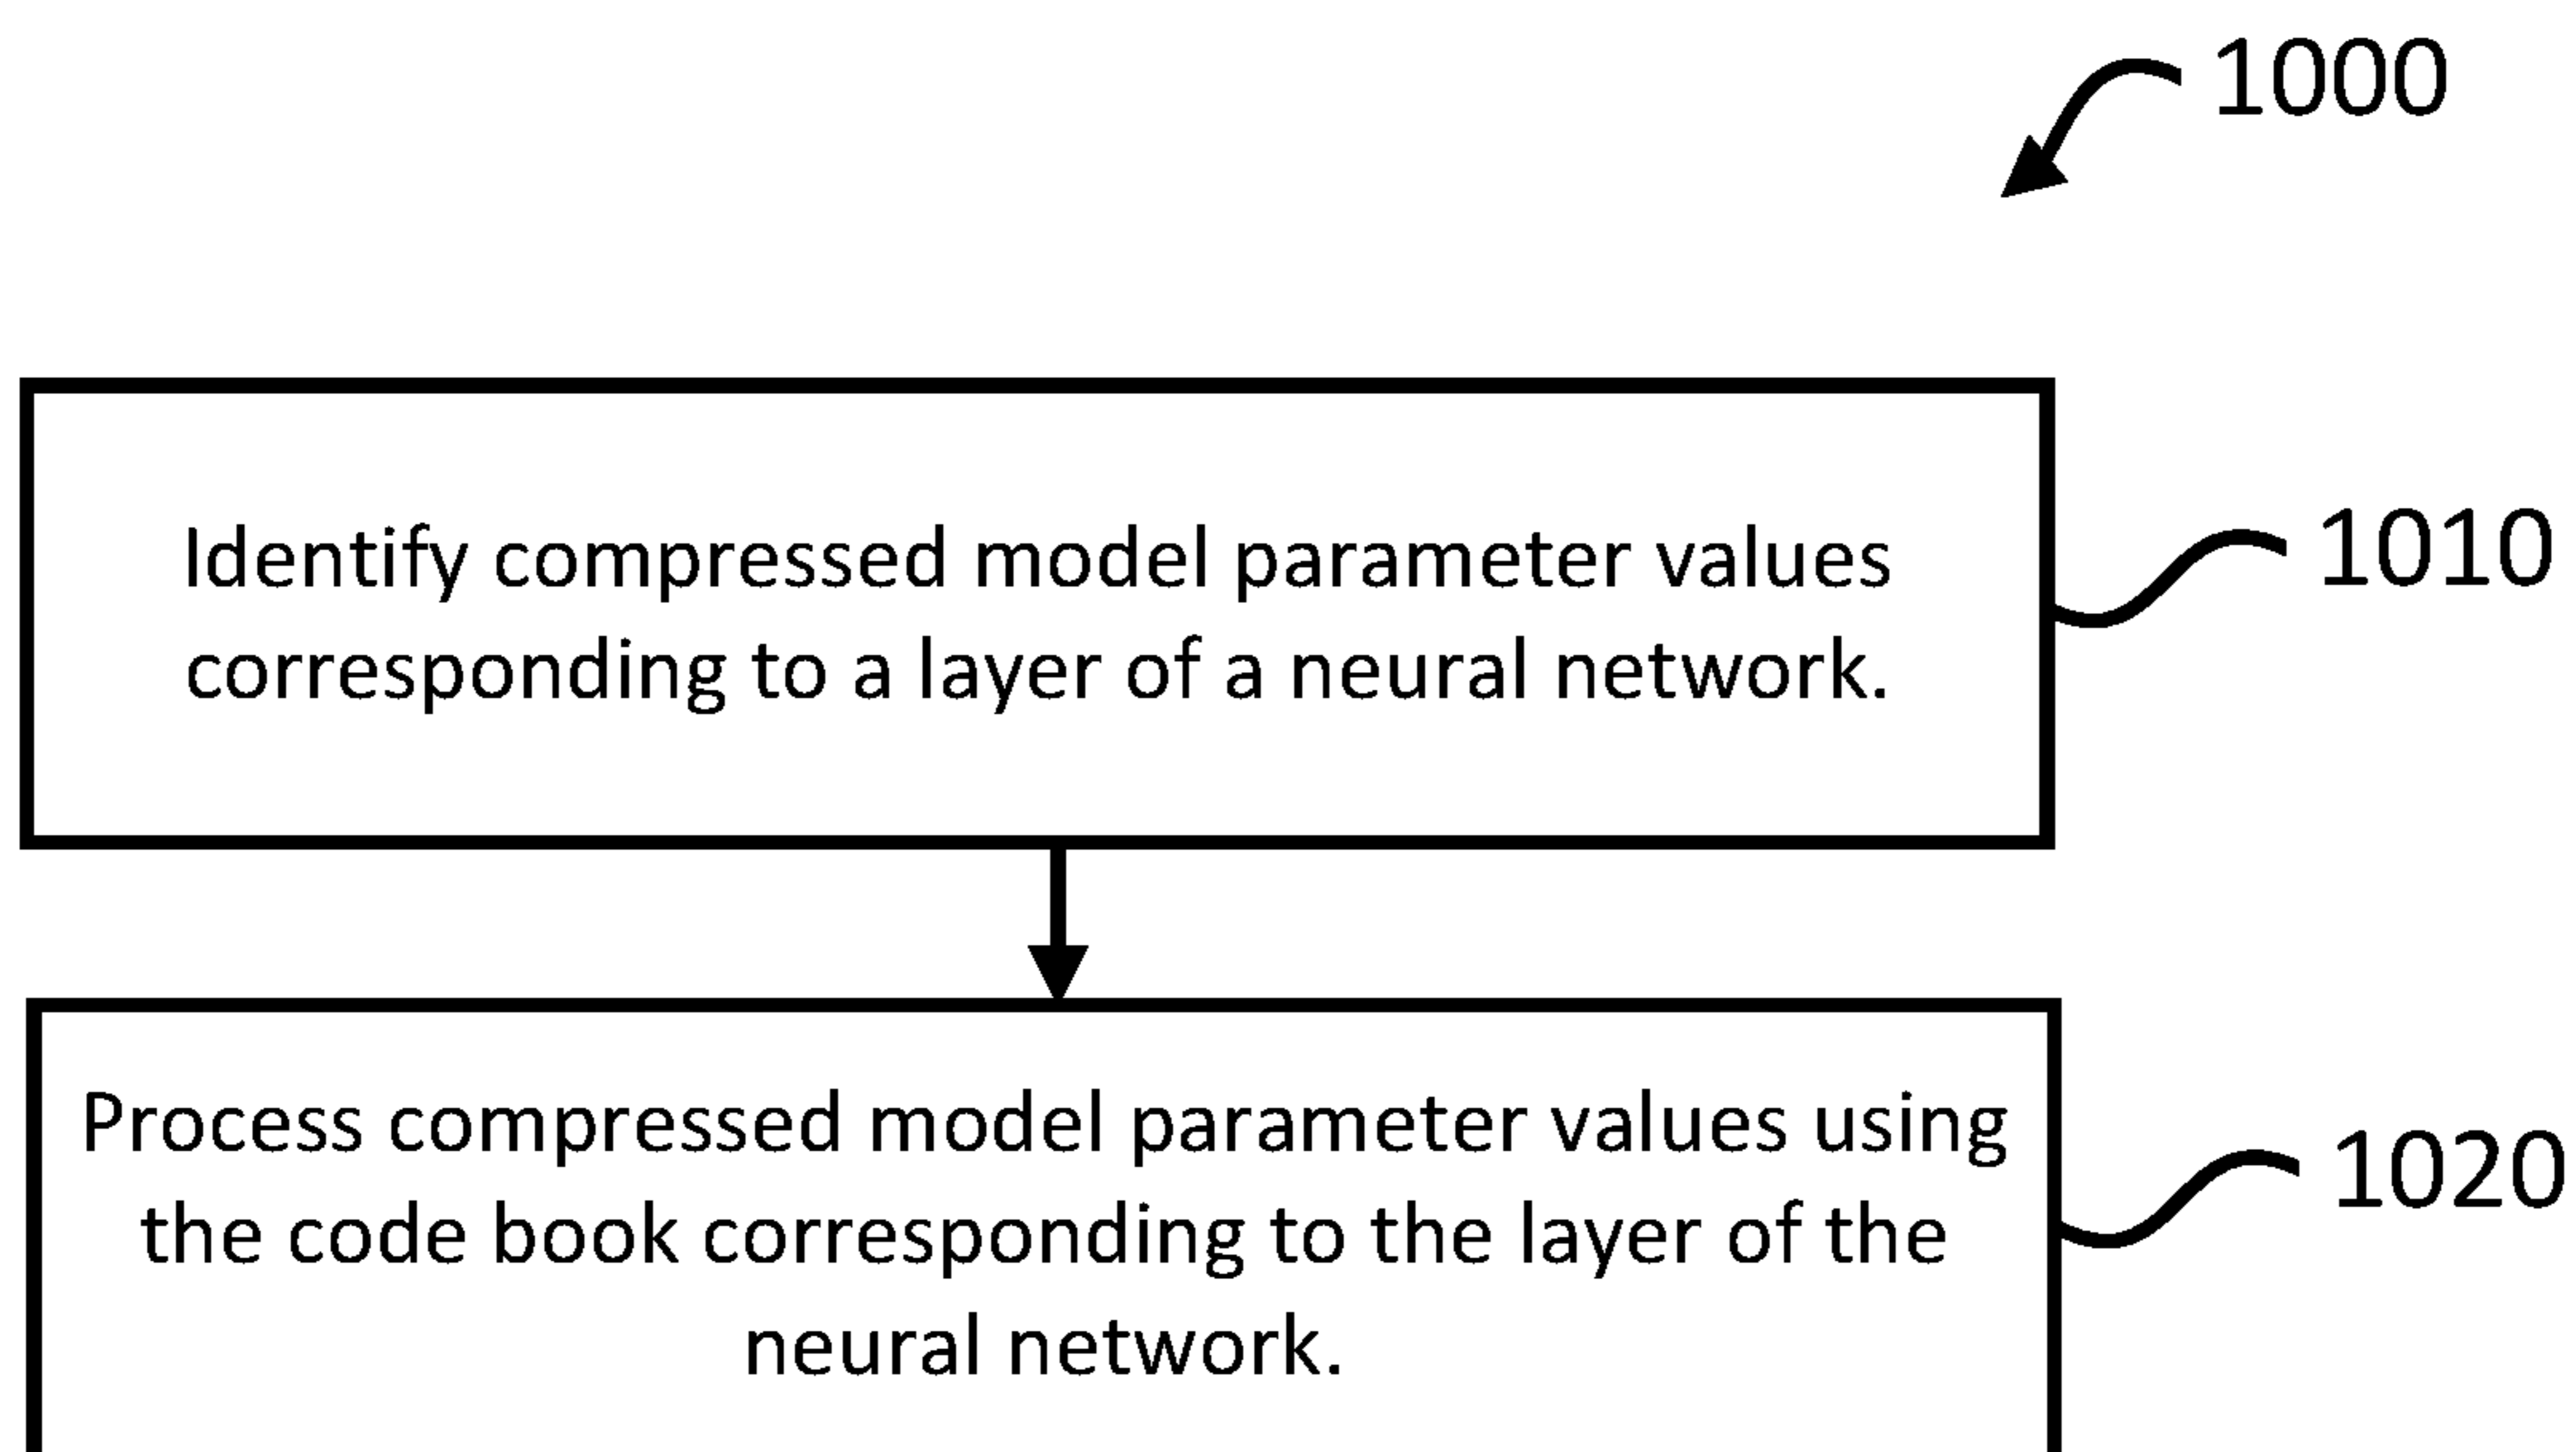 1000
Identify compressed model parameter values
corresponding to a layer of a neural network.
1010
Process compressed model parameter values using
the code book corresponding to the layer of the
neural network.
1020